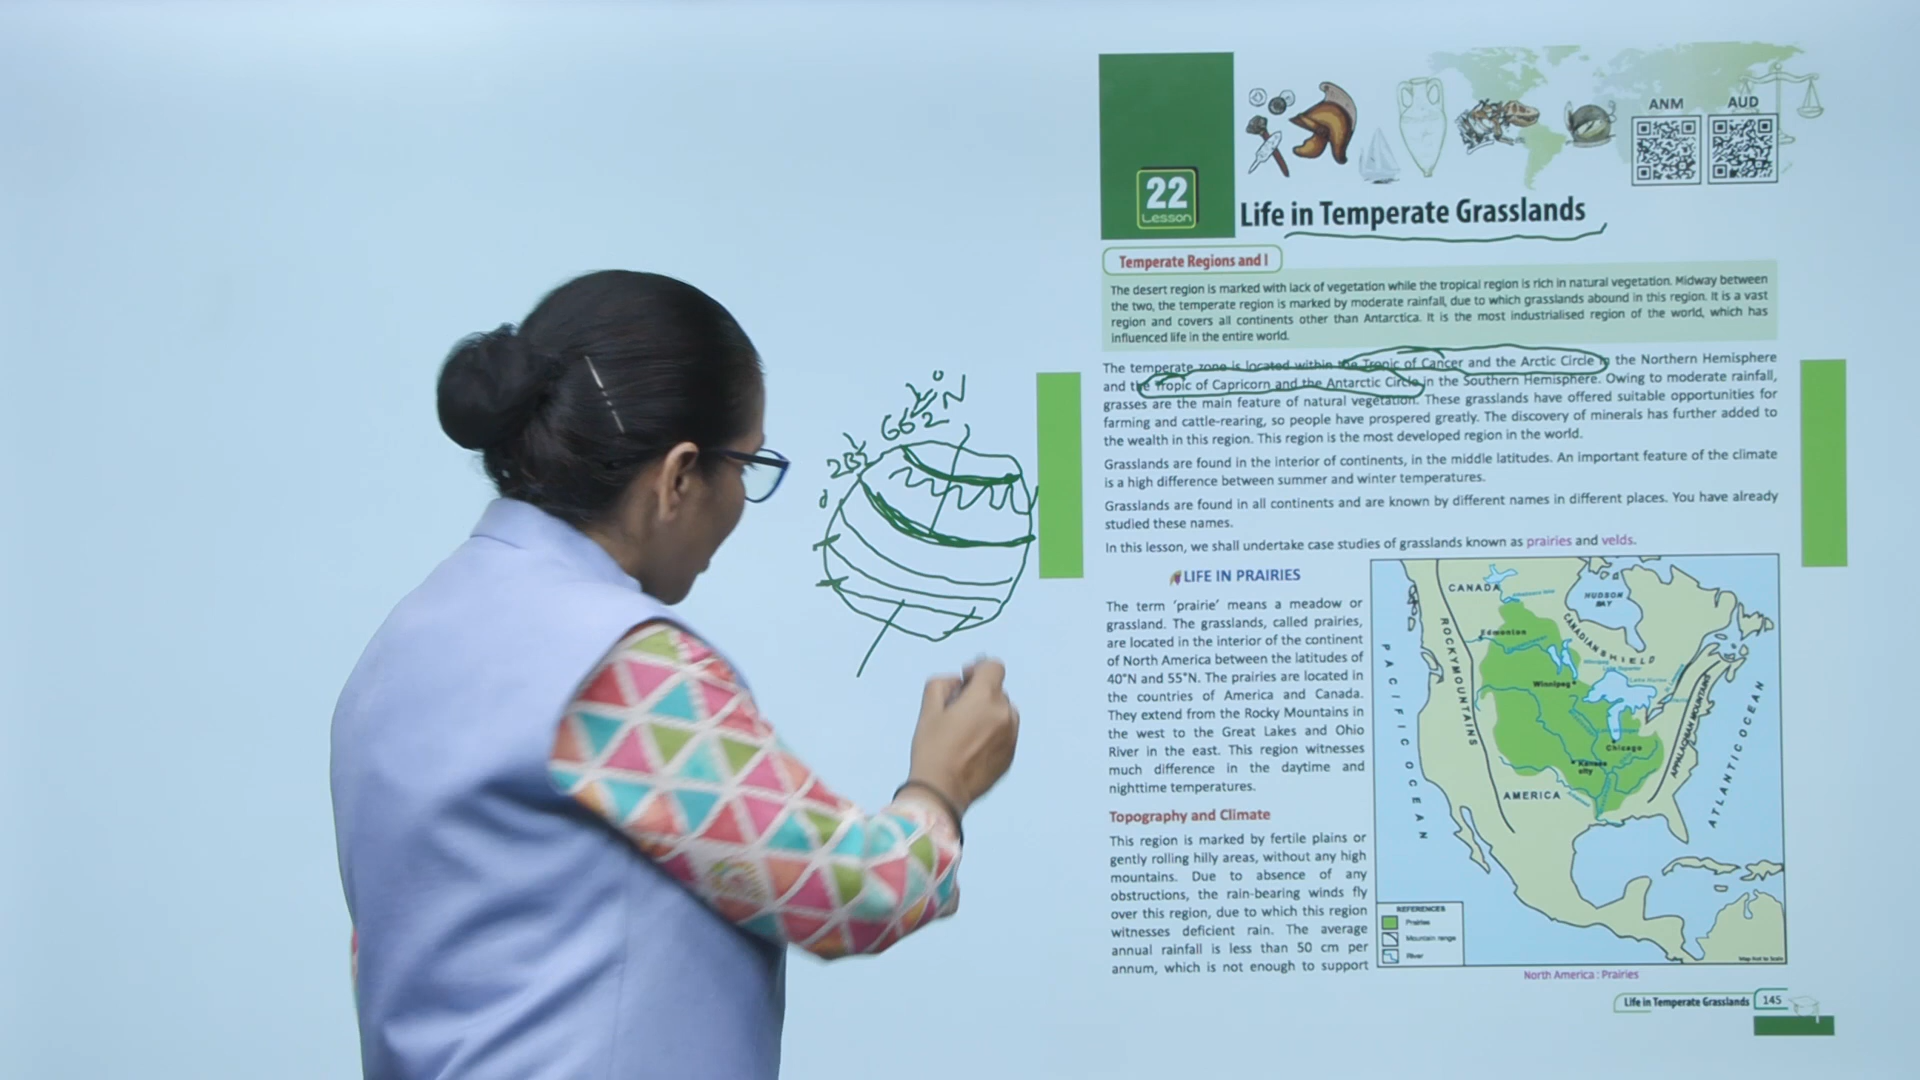 66½°N
23½
0
ANM
AUD
22
Lesson
Life in Temperate Grasslands
Temperate Regions and I
The desert region is marked with lack of vegetation while the tropical region is rich in natural vegetation. Midway between
the two, the temperate region is marked by moderate rainfall, due to which grasslands abound in this region. It is a vast
region and covers all continents other than Antarctica. It is the most industrialised region of the world, which has
influenced life in the entire world.
The temperate zone is located within the Tropic of Cancer and the Arctic Circle in the Northern Hemisphere
and the Tropic of Capricorn and the Antarctic Circle in the Southern Hemisphere. Owing to moderate rainfall,
grasses are the main feature of natural vegetation. These grasslands have offered suitable opportunities for
farming and cattle-rearing, so people have prospered greatly. The discovery of minerals has further added to
the wealth in this region. This region is the most developed region in the world.
Grasslands are found in the interior of continents, in the middle latitudes. An important feature of the climate
is a high difference between summer and winter temperatures.
Grasslands are found in all continents and are known by different names in different places. You have already
studied these names.
In this lesson, we shall undertake case studies of grasslands known as prairies and velds.
LIFE IN PRAIRIES
The term 'prairie' means a meadow or
grassland. The grasslands, called prairies,
are located in the interior of the continent
of North America between the latitudes of
40°N and 55°N. The prairies are located in
the countries of America and Canada.
They extend from the Rocky Mountains in
the west to the Great Lakes and Ohio
River in the east. This region witnesses
much difference in the daytime and
nighttime temperatures.
Topography and Climate
This region is marked by fertile plains or
gently rolling hilly areas, without any high
mountains. Due to absence of any
obstructions, the rain-bearing winds fly
over this region, due to which this region
witnesses deficient rain. The average
annual rainfall is less than 50 cm per
annum, which is not enough to support
CANADA
HUDSON
BAY
CANADIAN SHIELD
Edmonton
ROCKY MOUNTAINS
Winnipeg
PACIFIC OCEAN
Chicago
Kansas
city
APPALACHIAN MOUNTAINS
ATLANTIC OCEAN
AMERICA
REFERENCES
Prairies
Mountain range
River
Map Not to Scale
North America : Prairies
Life in Temperate Grasslands 145